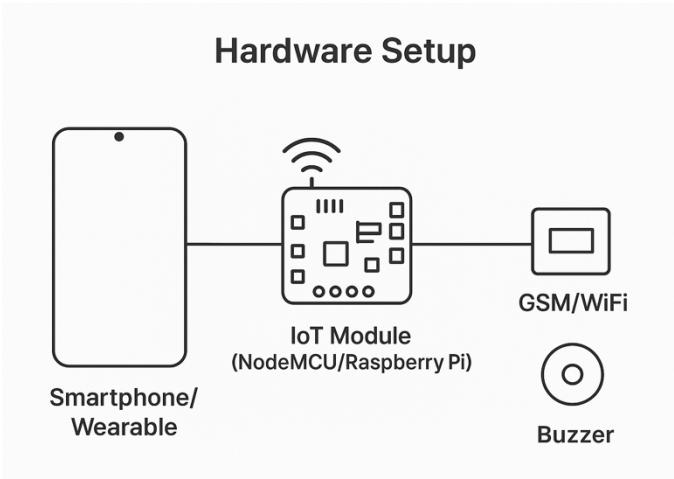 Hardware Setup
Smartphone/
Wearable
IoT Module
(NodeMCU/Raspberry Pi)
GSM/WiFi
Buzzer